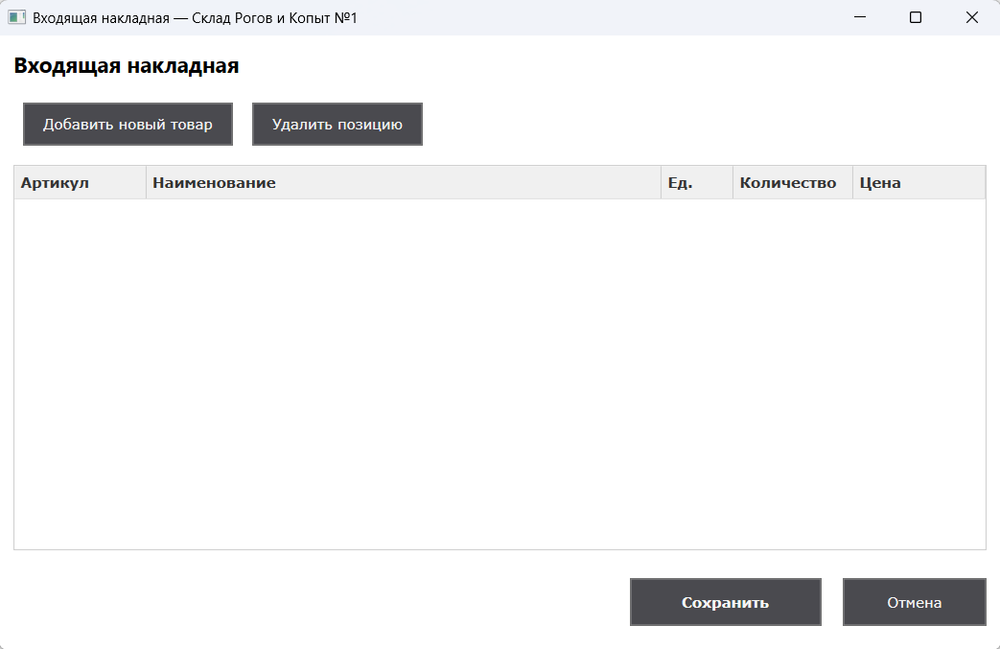 Входящая накладная — Склад Рогов и Копыт №1
Входящая накладная
Добавить новый товар Удалить позицию
Артикул Наименование Ед. Количество Цена
Сохранить Отмена